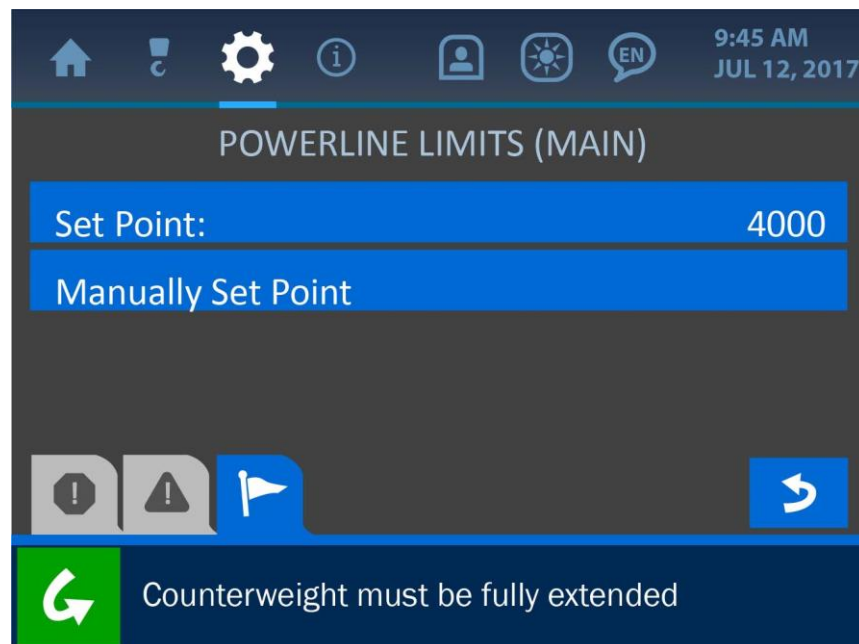 EN
9:45 AM
JUL 12, 2017
POWERLINE LIMITS (MAIN)
Set Point: 4000
Manually Set Point
Counterweight must be fully extended